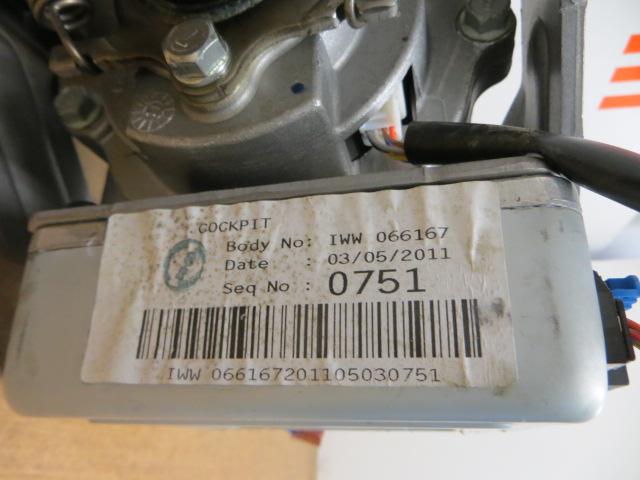 COCKPIT
Body No: IWW 066167
Date : 03/05/2011
Seq No : 0751
IWW 066167201105030751